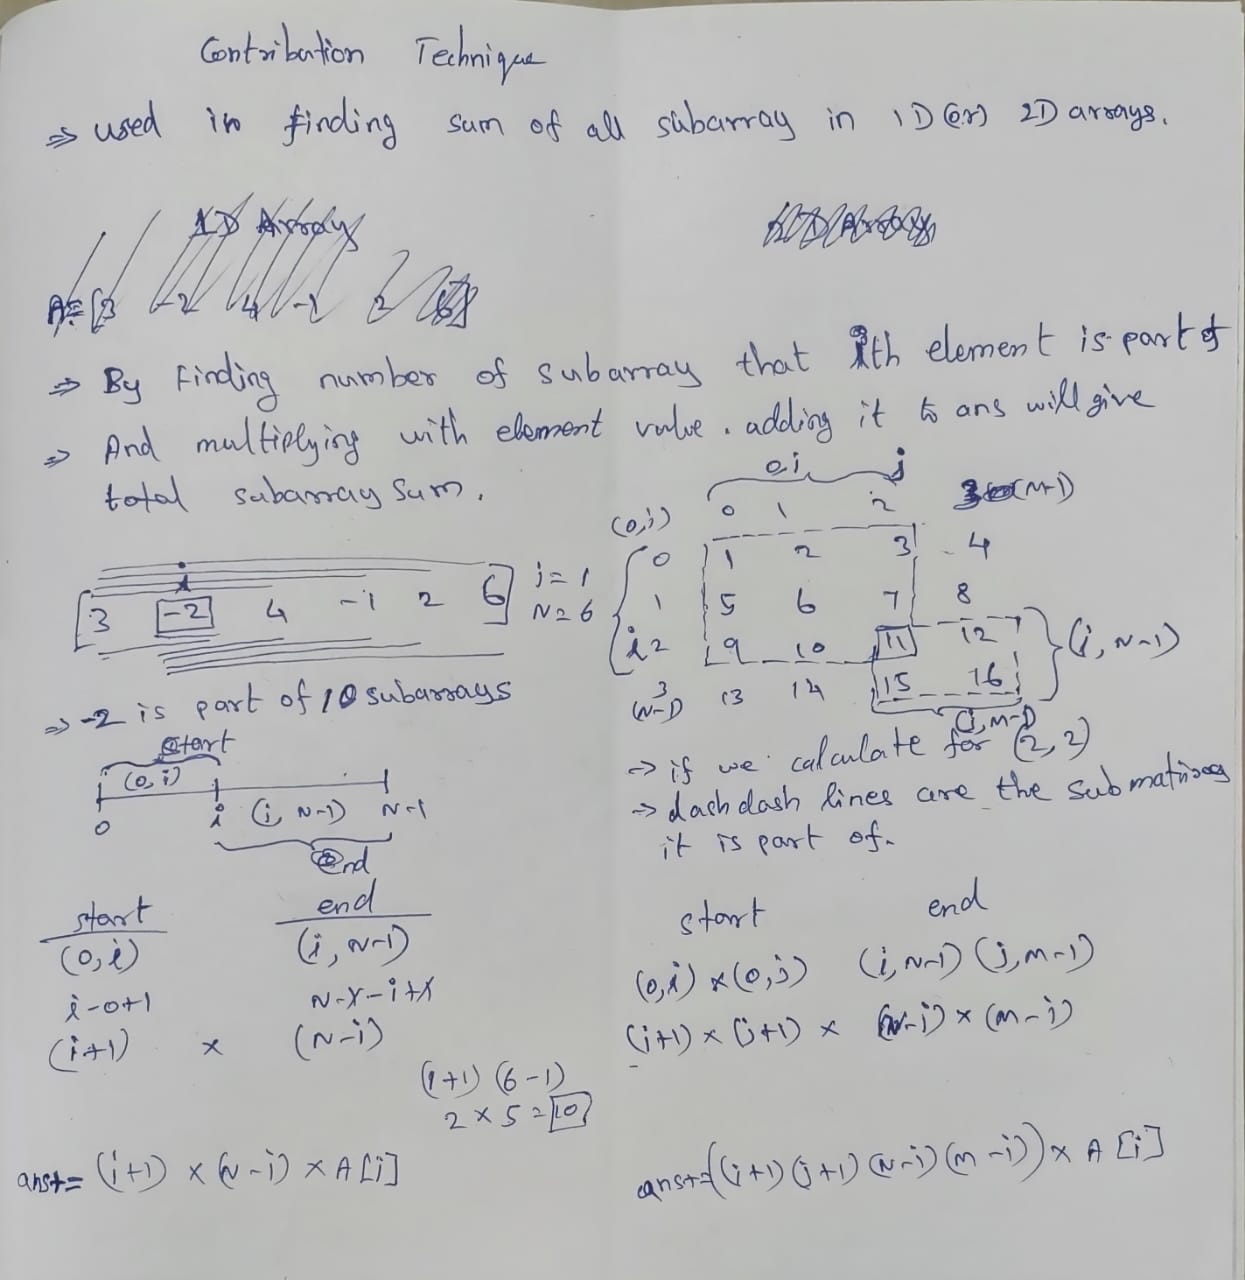 Contribution Technique
⇒ used in finding sum of all subarray in 1D (or) 2D arrays.
1D Array
A = [3 -2 4 -1 2 6]
⇒ By Finding number of subarray that ith element is part of
⇒ And multiplying with element value. adding it to ans will give
total subarray sum.
[3 -2 4 -1 2 6] i = 1
N = 6
⇒ -2 is part of 10 subarrays
start
(0, i)
0 i (i, N-1) N-1
end
start end
(0, i) (i, N-1)
i-0+1 N-1-i+1
(i+1) × (N-i)
(1+1) (6-1)
2 × 5 = 10
ans+= (i+1) × (N-i) × A[i]
0,j j
(0,i) 0 1 2 3 (M-1)
0 1 2 3 4
1 5 6 7 8
i 2 9 10 11 12 (i, N-1)
3 13 14 15 16
(N-1) (j, M-1)
→ if we calculate for (2,2)
→ dash dash lines are the submatrices
it is part of.
start end
(0,i) × (0,j) (i, N-1) (j, m-1)
(i+1) × (j+1) × (N-i) × (m-i)
ans+=((i+1) (j+1) (N-i) (m-i)) × A [i]